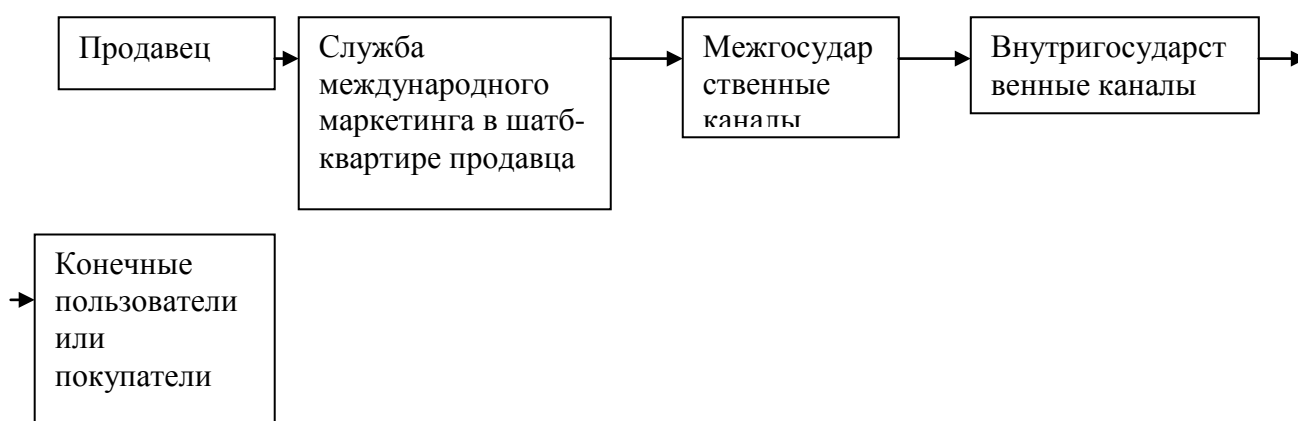 Продавец
Служба
международного
маркетинга в шатб-
квартире продавца
Межгосудар
ственные
каналы
Внутригосударст
венные каналы
Конечные
пользователи
или
покупатели